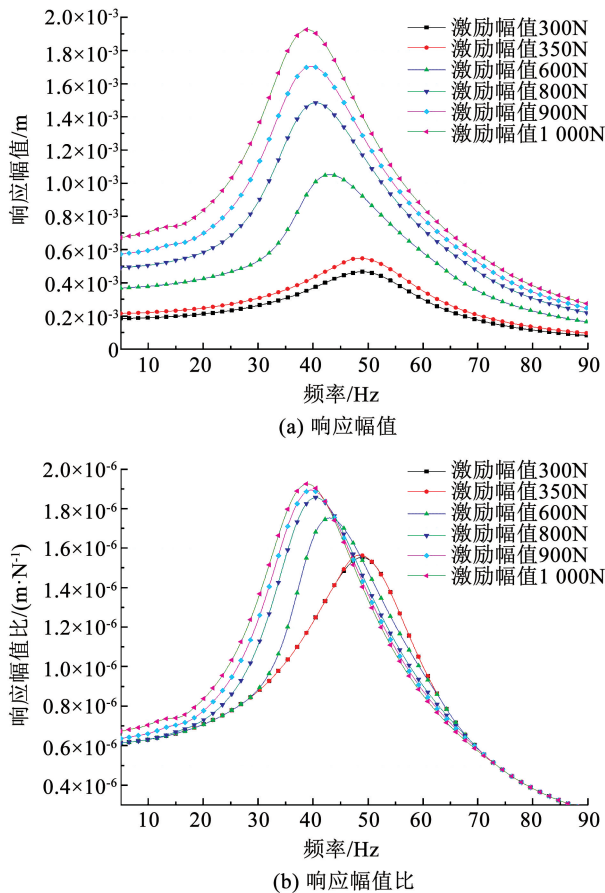 2.0×10⁻³
1.8×10⁻³
1.6×10⁻³
1.4×10⁻³
1.2×10⁻³
1.0×10⁻³
0.8×10⁻³
0.6×10⁻³
0.4×10⁻³
0.2×10⁻³
0
响应幅值/m
激励幅值300N
激励幅值350N
激励幅值600N
激励幅值800N
激励幅值900N
激励幅值1 000N
10 20 30 40 50 60 70 80 90
频率/Hz
(a) 响应幅值
2.0×10⁻⁶
1.8×10⁻⁶
1.6×10⁻⁶
1.4×10⁻⁶
1.2×10⁻⁶
1.0×10⁻⁶
0.8×10⁻⁶
0.6×10⁻⁶
0.4×10⁻⁶
响应幅值比/(m·N⁻¹)
激励幅值300N
激励幅值350N
激励幅值600N
激励幅值800N
激励幅值900N
激励幅值1 000N
10 20 30 40 50 60 70 80 90
频率/Hz
(b) 响应幅值比